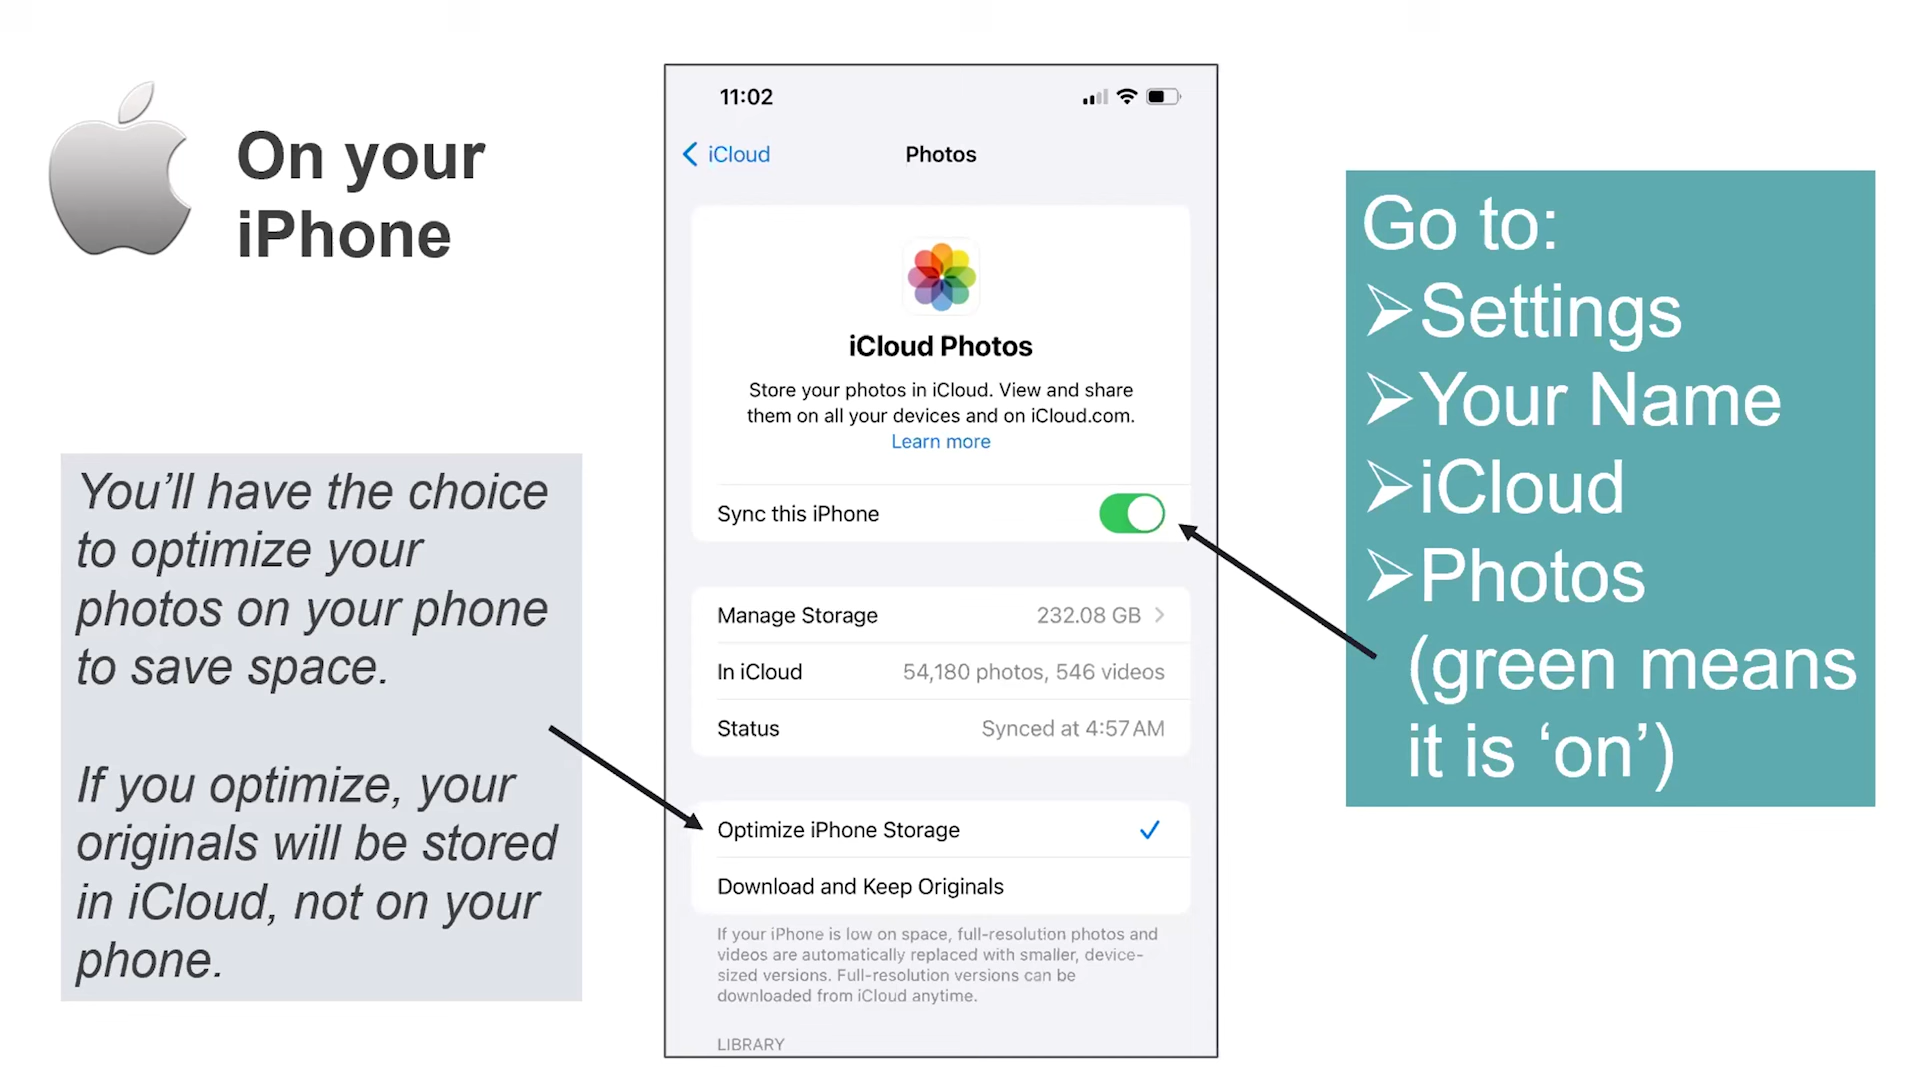 On your
iPhone
You’ll have the choice
to optimize your
photos on your phone
to save space.
If you optimize, your
originals will be stored
in iCloud, not on your
phone.
11:02
iCloud
Photos
iCloud Photos
Store your photos in iCloud. View and share
them on all your devices and on iCloud.com.
Learn more
Sync this iPhone
Manage Storage 232.08 GB
In iCloud 54,180 photos, 546 videos
Status Synced at 4:57 AM
Optimize iPhone Storage
Download and Keep Originals
If your iPhone is low on space, full-resolution photos and
videos are automatically replaced with smaller, device-
sized versions. Full-resolution versions can be
downloaded from iCloud anytime.
LIBRARY
Go to:
➢Settings
➢Your Name
➢iCloud
➢Photos
(green means
it is ‘on’)